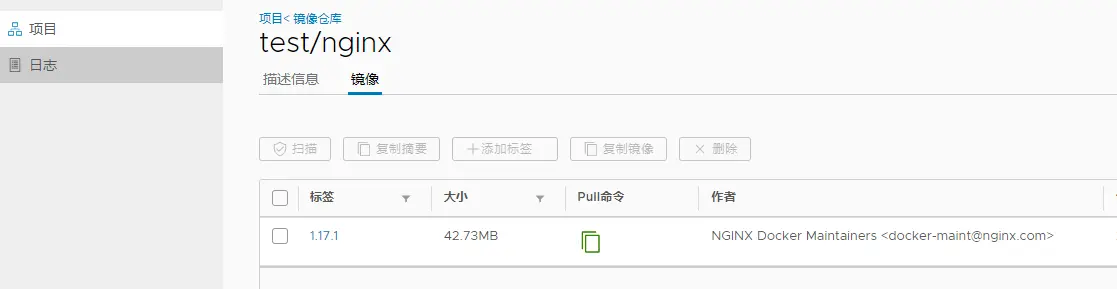 项目
日志
项目< 镜像仓库
test/nginx
描述信息 镜像
扫描 复制摘要 添加标签 复制镜像 删除
标签 大小 Pull命令 作者
1.17.1 42.73MB NGINX Docker Maintainers <docker-maint@nginx.com>